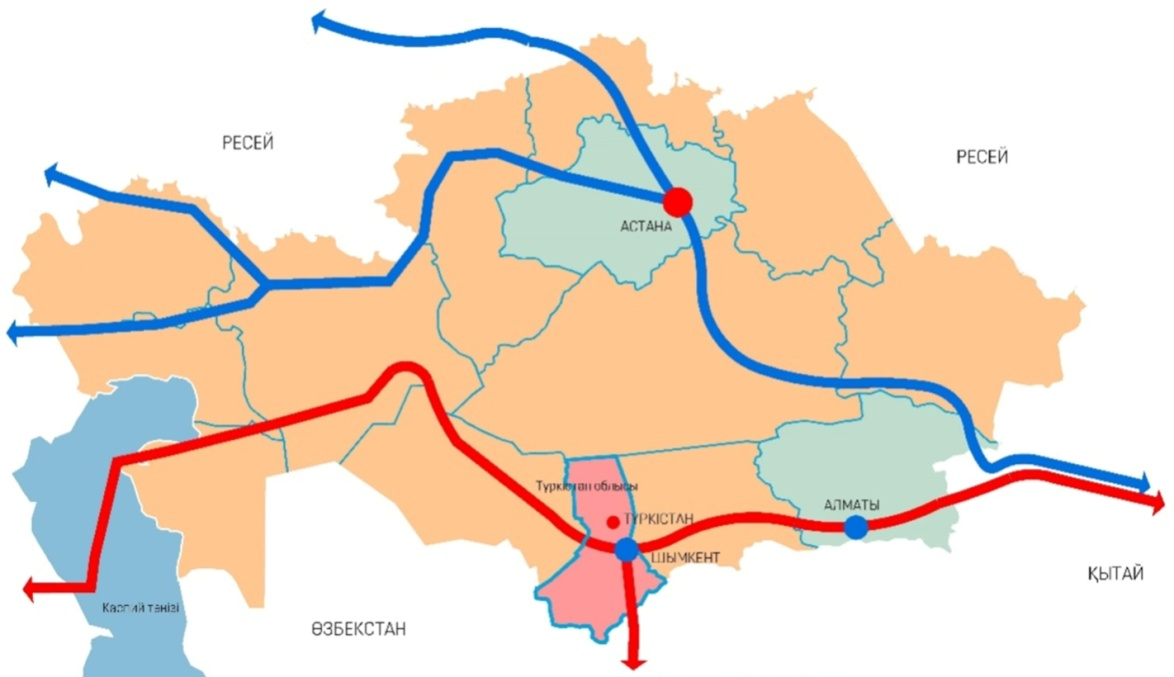 РЕСЕЙ
РЕСЕЙ
АСТАНА
Түркістан облысы
ТҮРКІСТАН
АЛМАТЫ
ШЫМКЕНТ
ҚЫТАЙ
Каспий теңізі
ӨЗБЕКСТАН